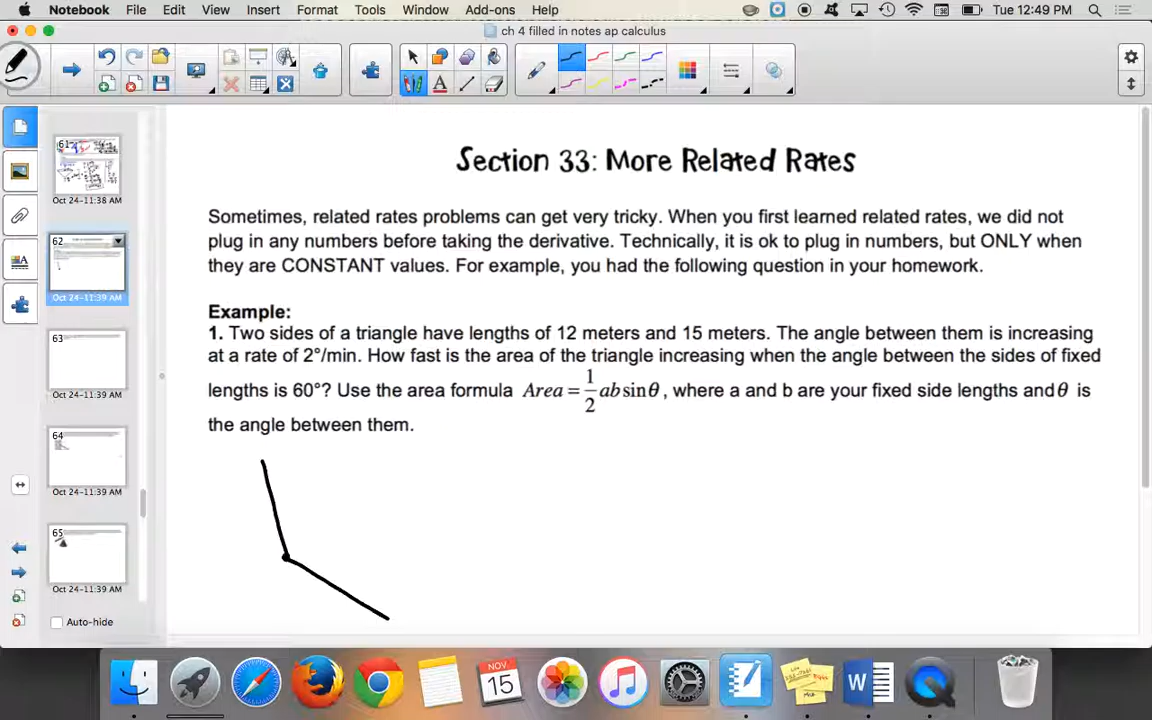 Notebook File Edit View Insert Format Tools Window Add-ons Help Tue 12:49 PM
ch 4 filled in notes ap calculus
61
Oct 24-11:38 AM
62
Oct 24-11:39 AM
63
Oct 24-11:39 AM
64
Oct 24-11:39 AM
65
Oct 24-11:39 AM
Auto-hide
Section 33: More Related Rates
Sometimes, related rates problems can get very tricky. When you first learned related rates, we did not
plug in any numbers before taking the derivative. Technically, it is ok to plug in numbers, but ONLY when
they are CONSTANT values. For example, you had the following question in your homework.
Example:
1. Two sides of a triangle have lengths of 12 meters and 15 meters. The angle between them is increasing
at a rate of 2°/min. How fast is the area of the triangle increasing when the angle between the sides of fixed
lengths is 60°? Use the area formula Area = 1/2 ab sin θ, where a and b are your fixed side lengths and θ is
the angle between them.
NOV
15
W